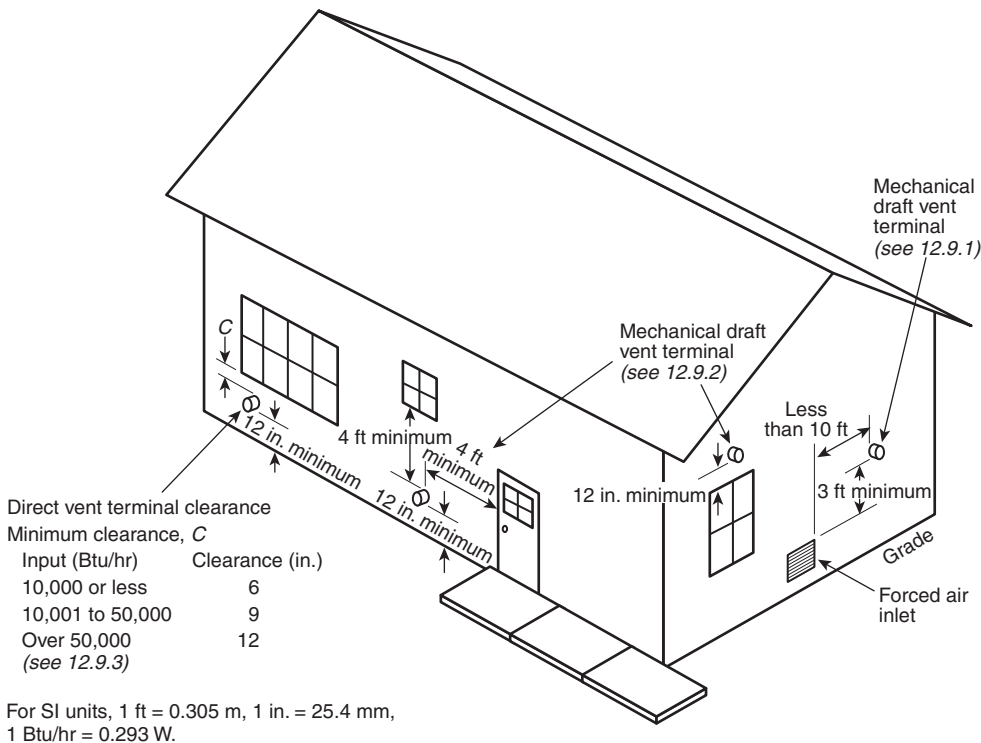 Mechanical
draft vent
terminal
(see 12.9.1)
Mechanical draft
vent terminal
(see 12.9.2)
C
12 in. minimum
4 ft minimum
4 ft
minimum
12 in. minimum
12 in. minimum
Less
than 10 ft
3 ft minimum
Grade
Forced air
inlet
Direct vent terminal clearance
Minimum clearance, C
Input (Btu/hr) Clearance (in.)
10,000 or less 6
10,001 to 50,000 9
Over 50,000 12
(see 12.9.3)
For SI units, 1 ft = 0.305 m, 1 in. = 25.4 mm,
1 Btu/hr = 0.293 W.